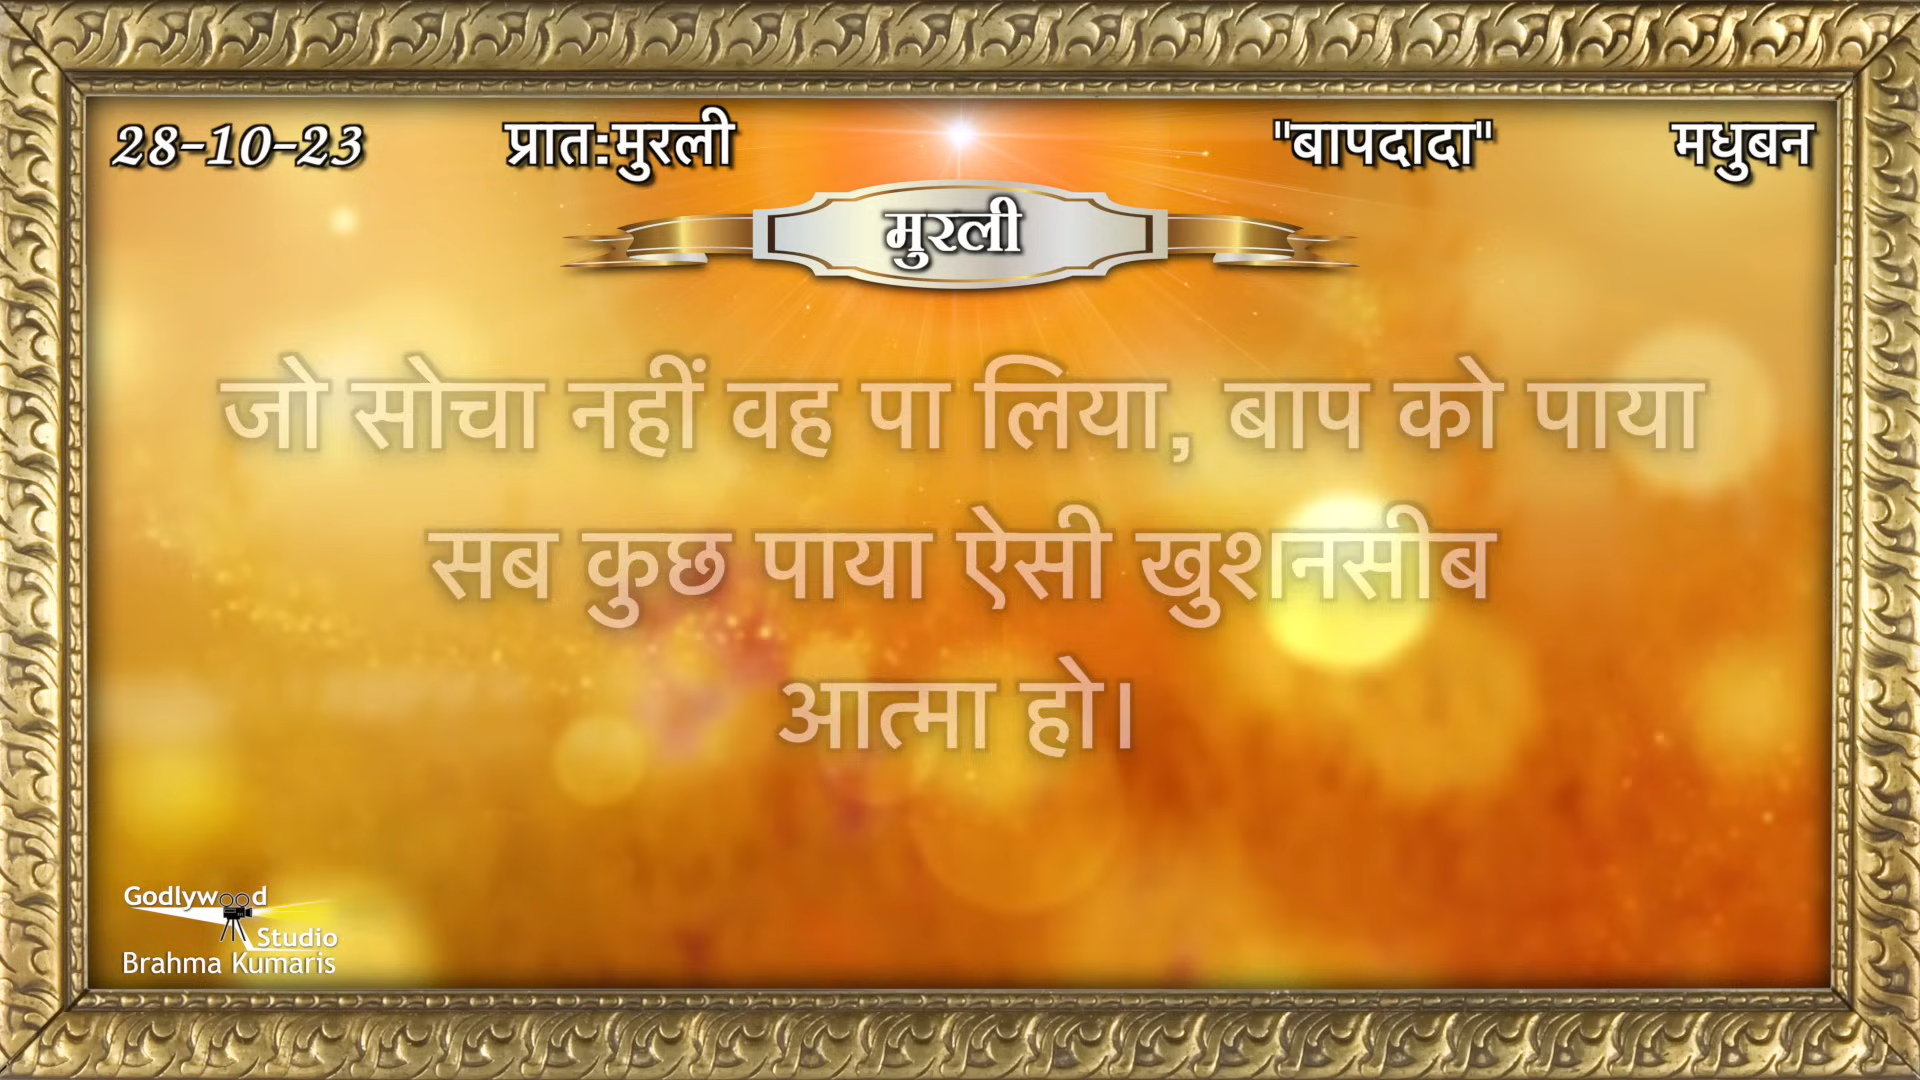 28-10-23 प्रात:मुरली "बापदादा" मधुबन
मुरली
जो सोचा नहीं वह पा लिया, बाप को पाया
सब कुछ पाया ऐसी खुशनसीब
आत्मा हो।
Godlywood
Studio
Brahma Kumaris